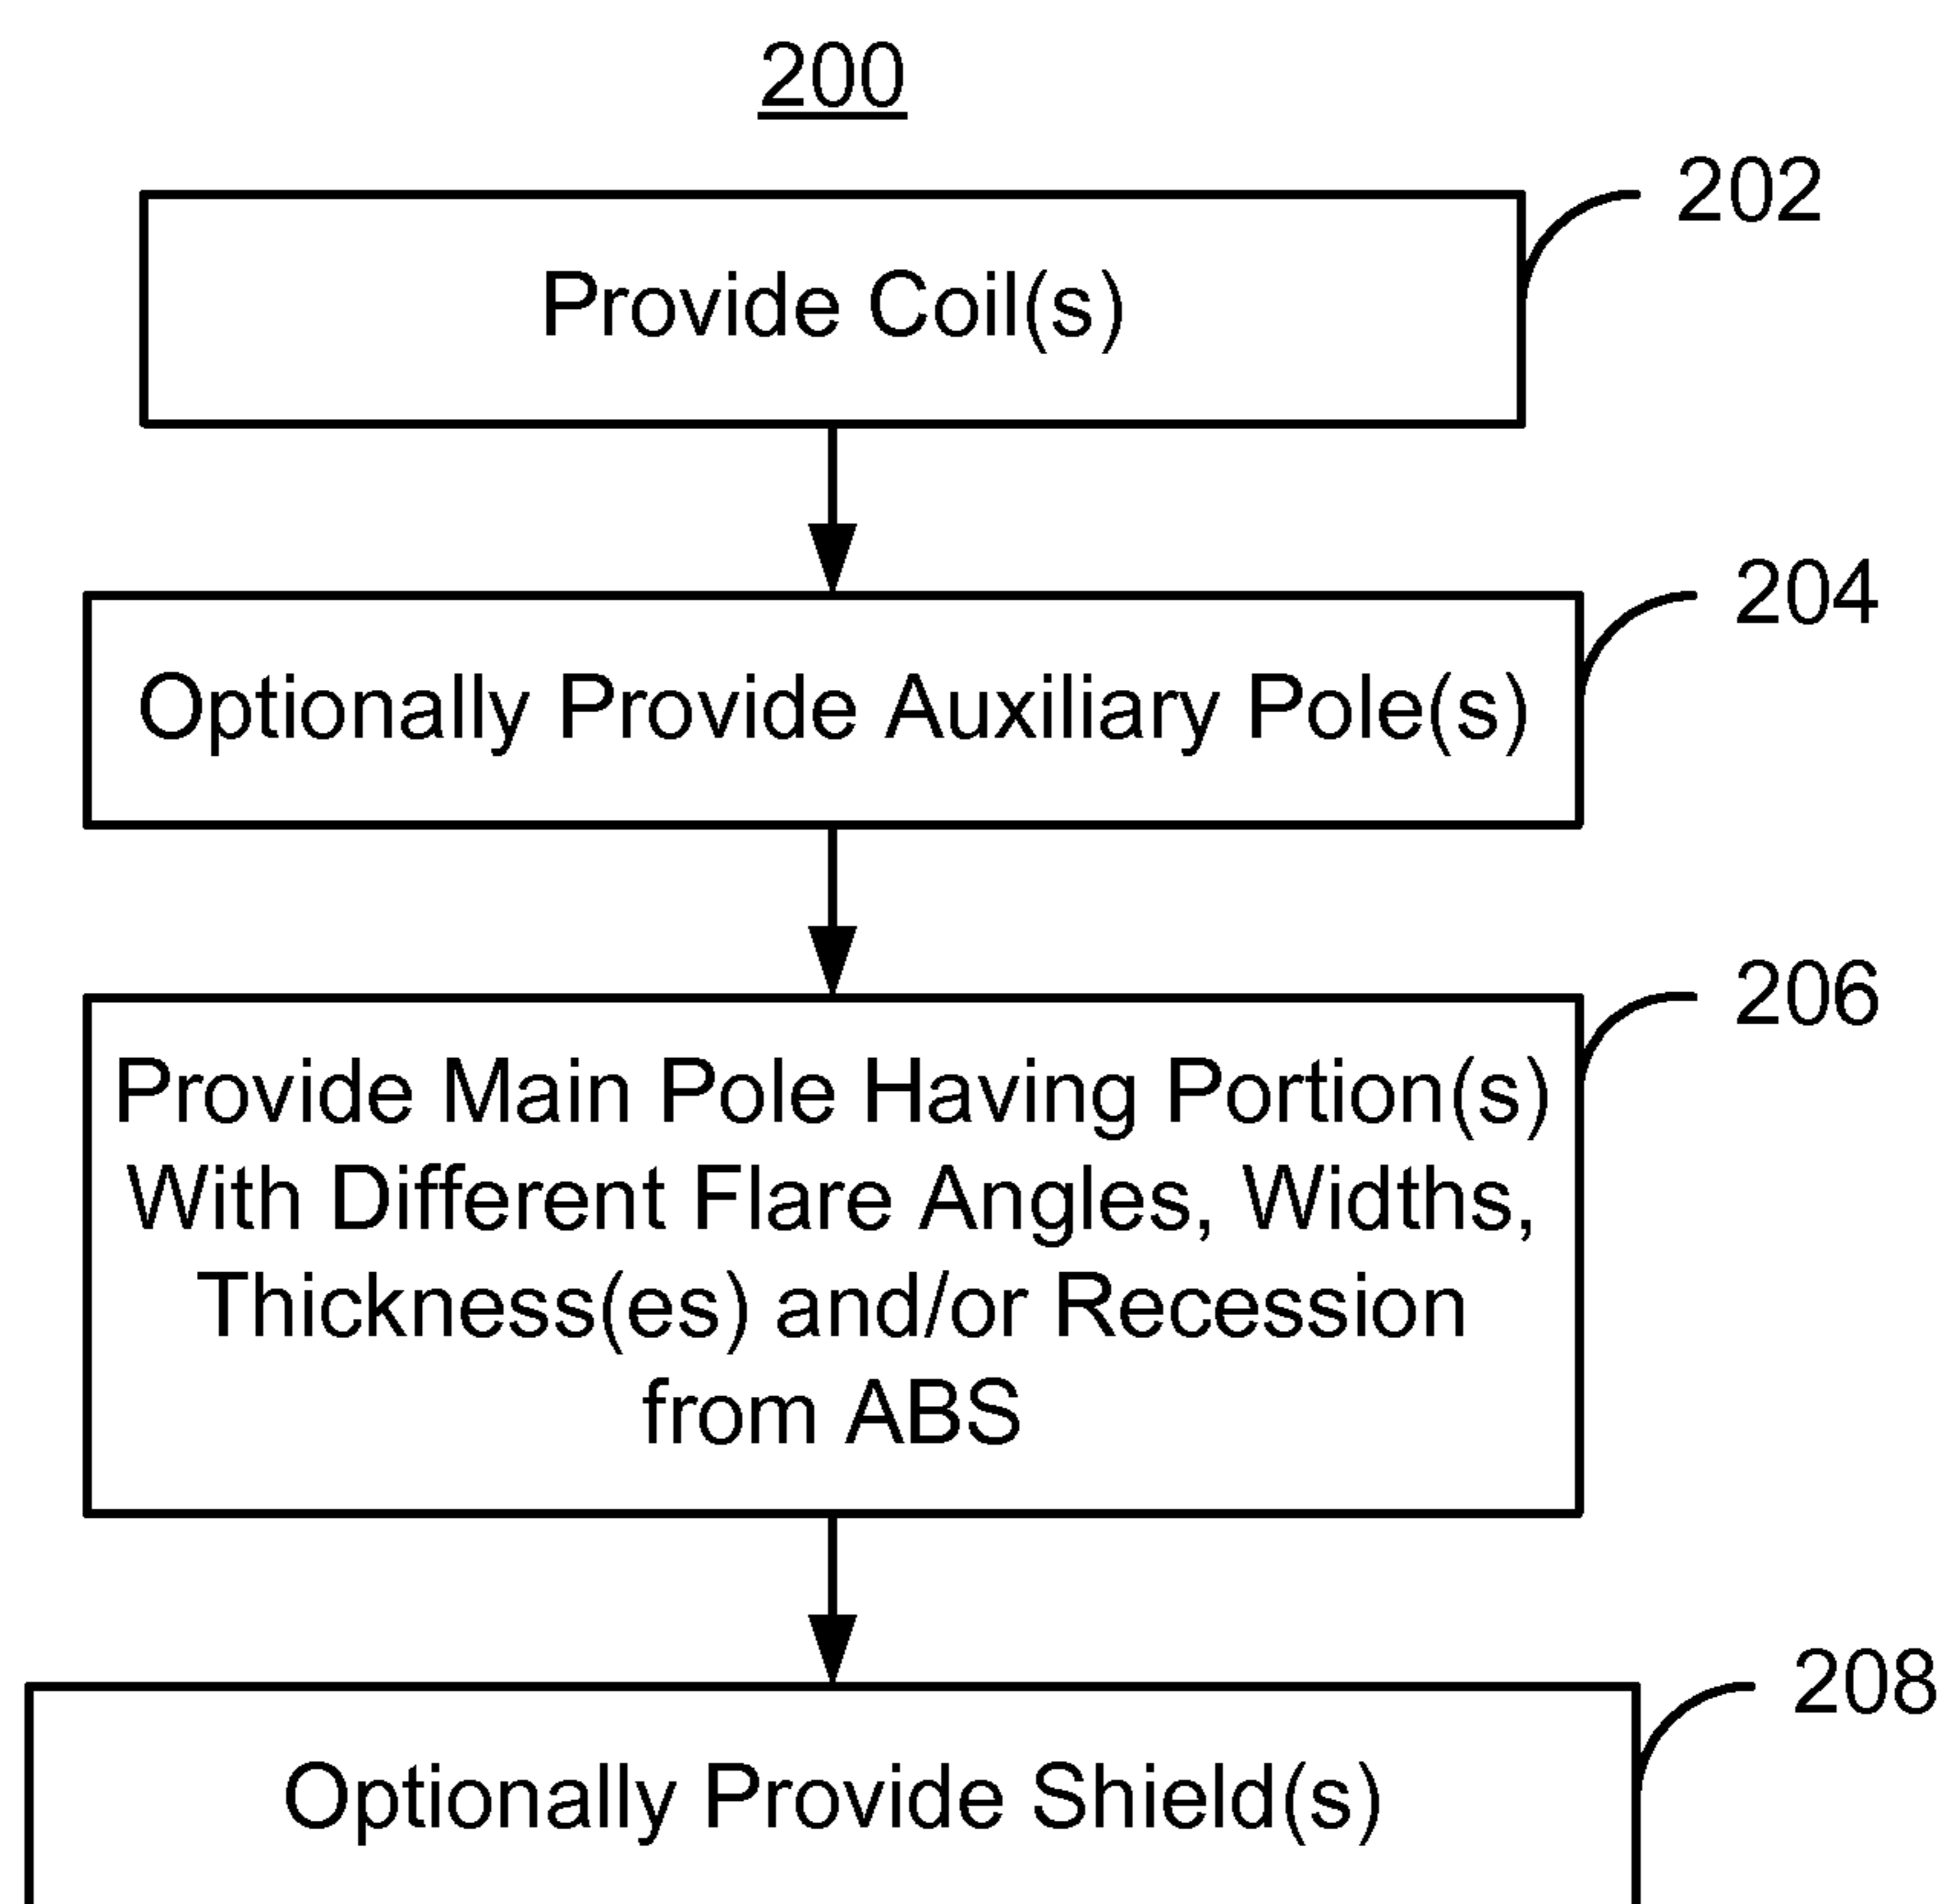 200
202
Provide Coil(s)
204
Optionally Provide Auxiliary Pole(s)
206
Provide Main Pole Having Portion(s)
With Different Flare Angles, Widths,
Thickness(es) and/or Recession
from ABS
208
Optionally Provide Shield(s)